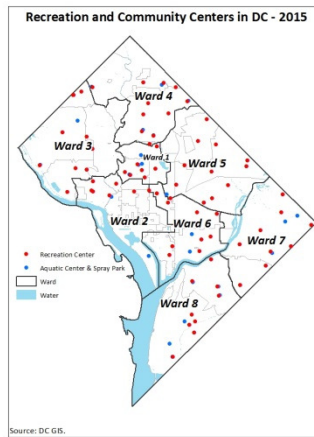 Recreation and Community Centers in DC - 2015
Ward 4
Ward 3
Ward 1
Ward 5
Ward 2
Ward 6
Ward 7
Ward 8
Recreation Center
Aquatic Center & Spray Park
Ward
Water
Source: DC GIS.